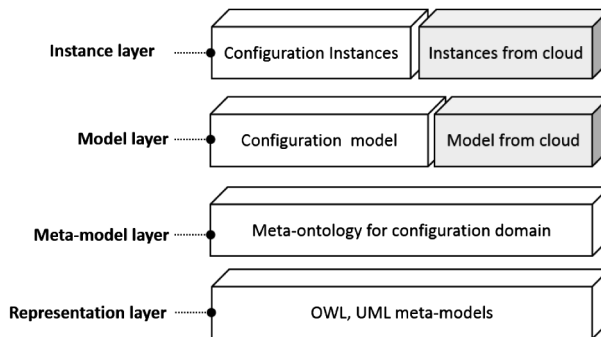 Instance layer
Configuration Instances
Instances from cloud
Model layer
Configuration model
Model from cloud
Meta-model layer
Meta-ontology for configuration domain
Representation layer
OWL, UML meta-models